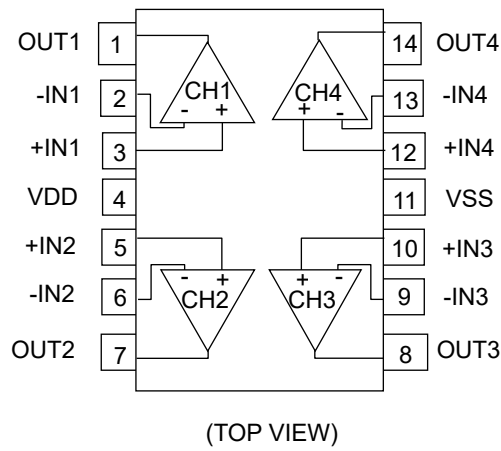 OUT1 1 14 OUT4
-IN1 2 CH1 CH4 13 -IN4
- + + -
+IN1 3 12 +IN4
VDD 4 11 VSS
+IN2 5 10 +IN3
- + + -
-IN2 6 CH2 CH3 9 -IN3
OUT2 7 8 OUT3
(TOP VIEW)